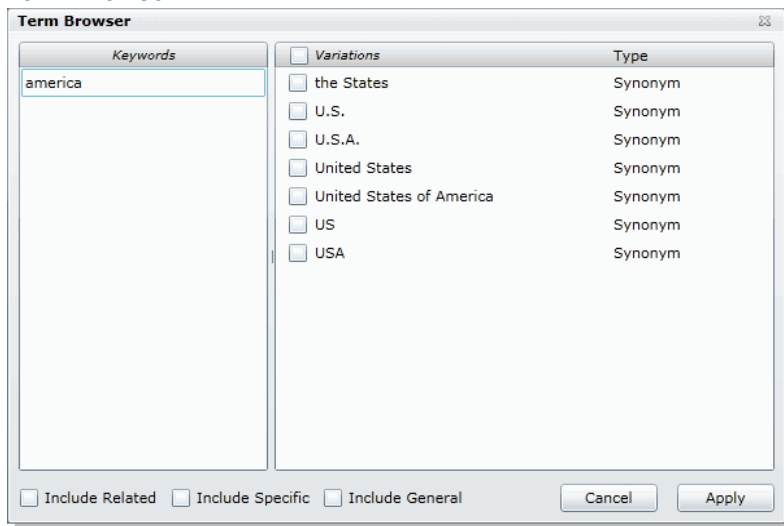 Term Browser
Keywords Variations Type
america the States Synonym
U.S. Synonym
U.S.A. Synonym
United States Synonym
United States of America Synonym
US Synonym
USA Synonym
Include Related Include Specific Include General Cancel Apply